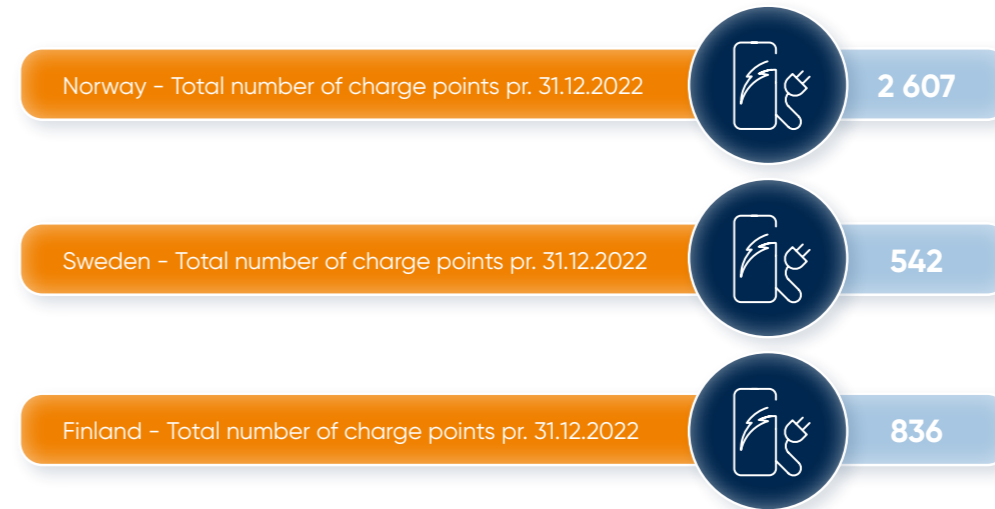 Norway - Total number of charge points pr. 31.12.2022 2 607
Sweden - Total number of charge points pr. 31.12.2022 542
Finland - Total number of charge points pr. 31.12.2022 836